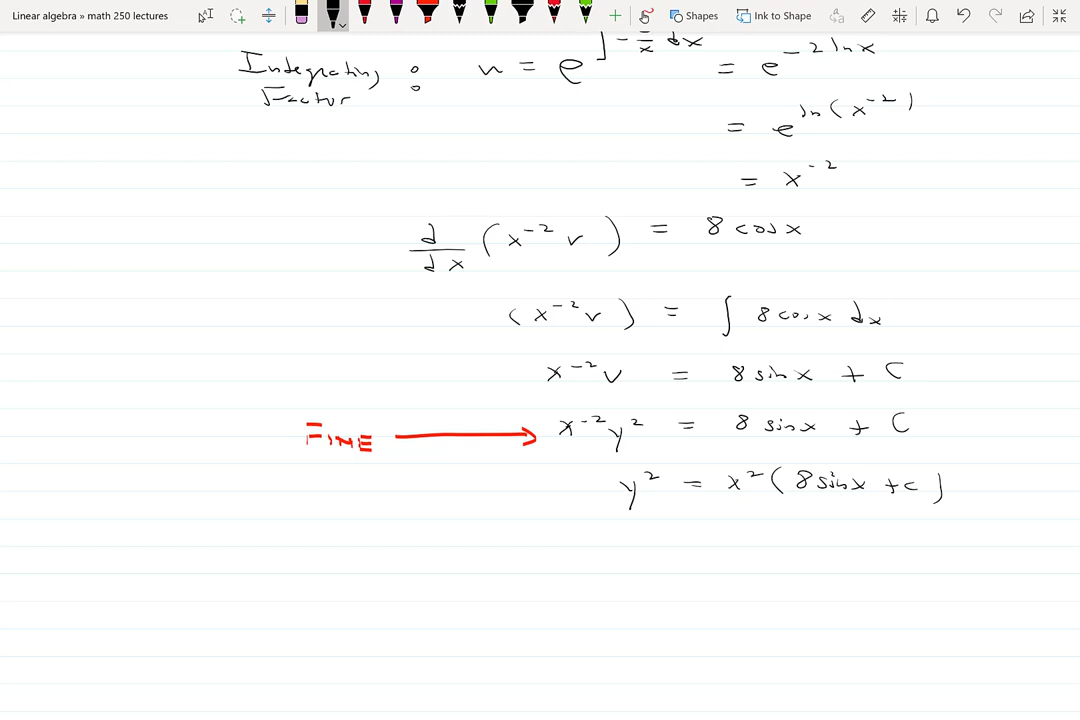 Linear algebra » math 250 lectures
Shapes
Ink to Shape
Integrating Factor : u = e^∫-2/x dx = e^-2 ln x
= e^ln(x^-2)
= x^-2
d/dx (x^-2 v) = 8 cos x
(x^-2 v) = ∫ 8 cos x dx
x^-2 v = 8 sin x + C
FINE → x^-2 y^2 = 8 sin x + C
y^2 = x^2 (8 sin x + c)